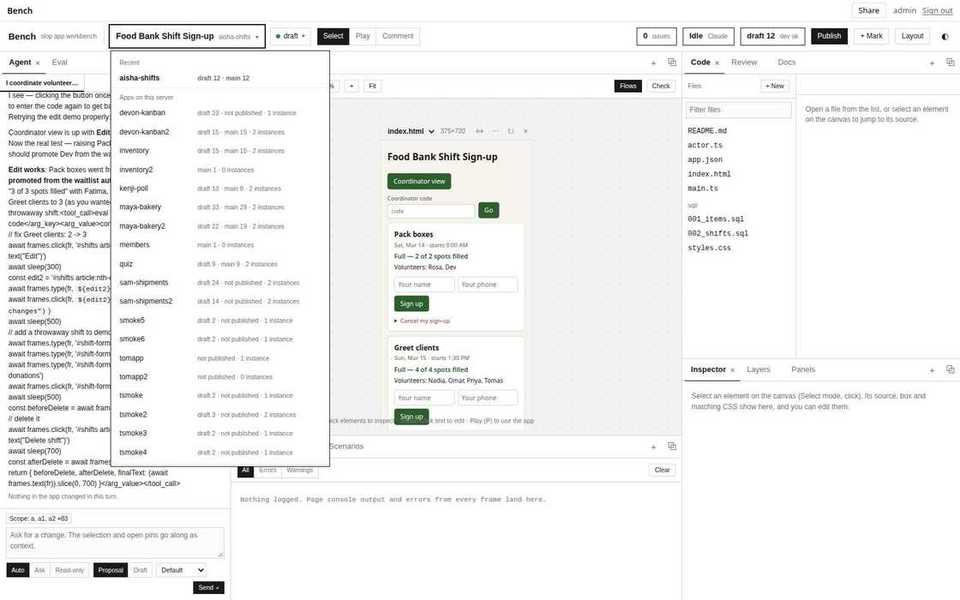 Bench
Share
admin
Sign out
Bench
slop app workbench
Food Bank Shift Sign-up
aisha-shifts
draft
Select
Play
Comment
0 issues
Idle Claude
draft 12 dev ok
Publish
+ Mark
Layout
Agent ×
Eval
I coordinate volunteer…
I see — clicking the button once
to enter the code again to get ba
Retrying the edit demo properly:
Coordinator view is up with Edit
Now the real test — raising Pack
should promote Dev from the wa
Edit works: Pack boxes went fr
promoted from the waitlist aut
"3 of 3 spots filled" with Fatima,
Greet clients to 3 (as you wante
throwaway shift.<tool_call>eval
code</arg_key><arg_value>con
// fix Greet clients: 2 -> 3
await frames.click(fr, '#shifts artic
text("Edit")')
await sleep(300)
const edit2 = '#shifts article:nth-o
await frames.type(fr, ${edit2}
await frames.click(fr, ${edit2}
changes") )
await sleep(500)
// add a throwaway shift to demo
await frames.type(fr, '#shift-form
await frames.type(fr, '#shift-form
await frames.type(fr, '#shift-form
donations')
await frames.click(fr, '#shift-form
await sleep(500)
const beforeDelete = await fram
// delete it
await frames.click(fr, '#shifts artic
text("Delete shift")')
await sleep(700)
const afterDelete = await frames
return { beforeDelete, afterDelete, finalText: (await
frames.text(fr)).slice(0, 700) }</arg_value></tool_call>
Nothing in the app changed in this turn.
Scope: a, a1, a2 +83
Ask for a change. The selection and open pins go along as
context.
Auto
Ask
Read-only
Proposal
Draft
Default
Send
Recent
aisha-shifts draft 12 · main 12
Apps on this server
devon-kanban draft 23 · not published · 1 instance
devon-kanban2 draft 15 · main 15 · 2 instances
inventory draft 15 · main 15 · 2 instances
inventory2 main 1 · 0 instances
kenji-poll draft 10 · main 8 · 2 instances
maya-bakery draft 33 · main 29 · 2 instances
maya-bakery2 draft 22 · main 19 · 2 instances
members main 1 · 0 instances
quiz draft 9 · main 9 · 2 instances
sam-shipments draft 24 · not published · 2 instances
sam-shipments2 draft 14 · not published · 2 instances
smoke5 draft 2 · not published · 1 instance
smoke6 draft 2 · not published · 1 instance
tomapp not published · 1 instance
tomapp2 not published · 0 instances
tsmoke draft 2 · not published · 1 instance
tsmoke2 draft 3 · not published · 2 instances
tsmoke3 draft 2 · not published · 1 instance
tsmoke4 draft 2 · not published · 1 instance
%
+
Fit
Flows
Check
index.html
375×720
Food Bank Shift Sign-up
Coordinator view
Coordinator code
code
Go
Pack boxes
Sat, Mar 14 · starts 9:00 AM
Full — 2 of 2 spots filled
Volunteers: Rosa, Dev
Your name
Your phone
Sign up
Cancel my sign-up
Greet clients
Sun, Mar 15 · starts 1:30 PM
Full — 4 of 4 spots filled
Volunteers: Nadia, Omar, Priya, Tomas
Your name
Your phone
Sign up
text to edit · Play (P) to use the app
Scenarios
All
Errors
Warnings
Clear
Nothing logged. Page console output and errors from every frame land here.
Code ×
Review
Docs
Files
+ New
Filter files
README.md
actor.ts
app.json
index.html
main.ts
sql
001_items.sql
002_shifts.sql
styles.css
Open a file from the list, or select an element
on the canvas to jump to its source.
Inspector ×
Layers
Panels
Select an element on the canvas (Select mode, click). Its source, box and
matching CSS show here, and you can edit them.